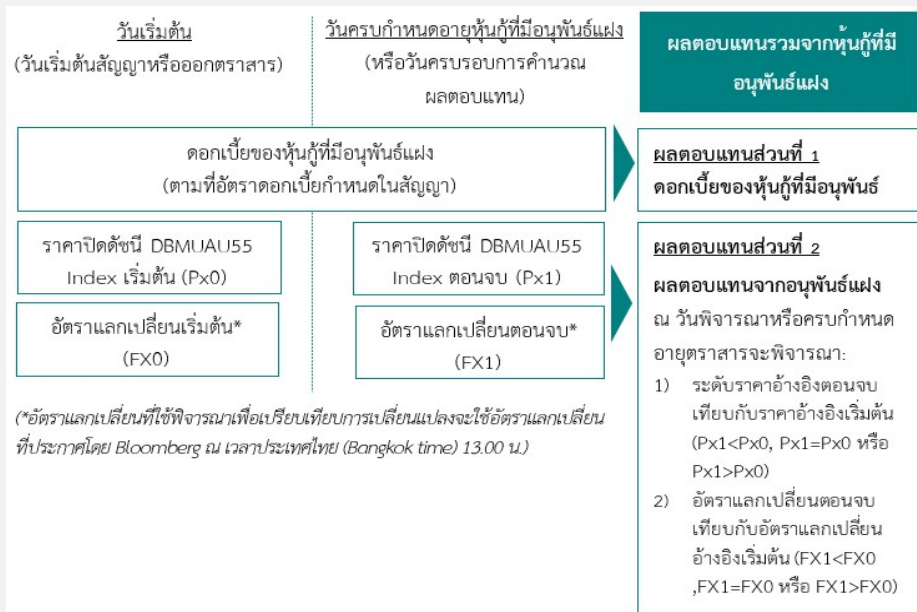 วันเริ่มต้น
(วันเริ่มต้นสัญญาหรือออกตราสาร)
วันครบกำหนดอายุหุ้นกู้ที่มีอนุพันธ์แฝง
(หรือวันครบรอบการคำนวณ
ผลตอบแทน)
ผลตอบแทนรวมจากหุ้นกู้ที่มี
อนุพันธ์แฝง
ดอกเบี้ยของหุ้นกู้ที่มีอนุพันธ์แฝง
(ตามที่อัตราดอกเบี้ยกำหนดในสัญญา)
ผลตอบแทนส่วนที่ 1
ดอกเบี้ยของหุ้นกู้ที่มีอนุพันธ์
ราคาปิดดัชนี DBMUAU55
Index เริ่มต้น (Px0)
ราคาปิดดัชนี DBMUAU55
Index ตอนจบ (Px1)
อัตราแลกเปลี่ยนเริ่มต้น*
(FX0)
อัตราแลกเปลี่ยนตอนจบ*
(FX1)
(*อัตราแลกเปลี่ยนที่ใช้พิจารณาเพื่อเปรียบเทียบการเปลี่ยนแปลงจะใช้อัตราแลกเปลี่ยน
ที่ประกาศโดย Bloomberg ณ เวลาประเทศไทย (Bangkok time) 13.00 น.)
ผลตอบแทนส่วนที่ 2
ผลตอบแทนจากอนุพันธ์แฝง
ณ วันพิจารณาหรือครบกำหนด
อายุตราสารจะพิจารณา:
1) ระดับราคาอ้างอิงตอนจบ
เทียบกับราคาอ้างอิงเริ่มต้น
(Px1<Px0, Px1=Px0 หรือ
Px1>Px0)
2) อัตราแลกเปลี่ยนตอนจบ
เทียบกับอัตราแลกเปลี่ยน
อ้างอิงเริ่มต้น (FX1<FX0
,FX1=FX0 หรือ FX1>FX0)